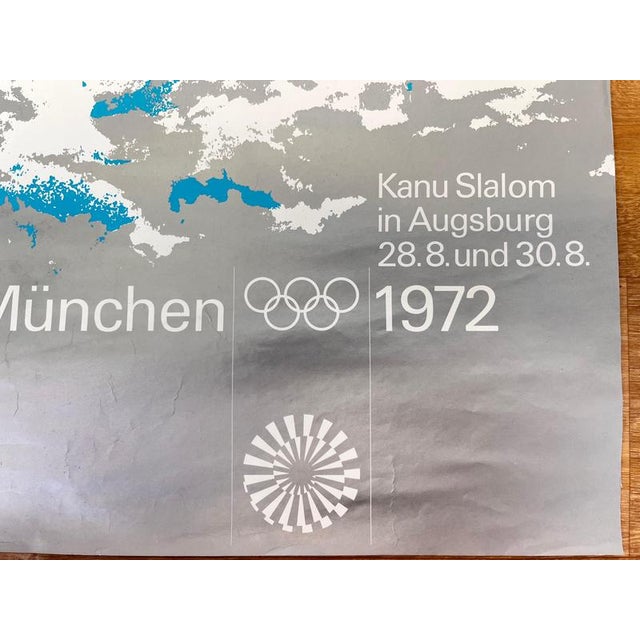 Kanu Slalom
in Augsburg
28.8. und 30.8.
München 1972